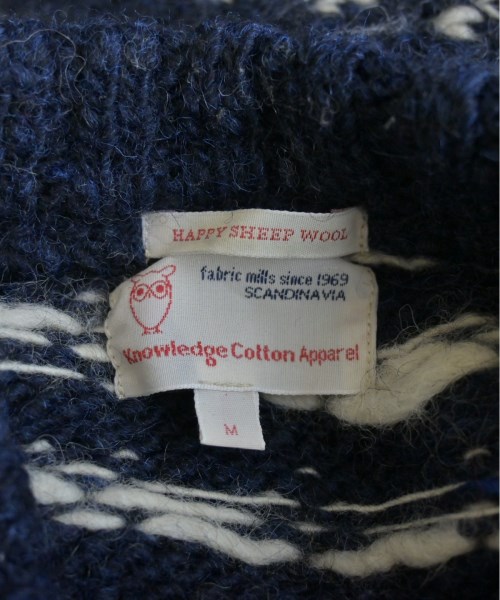 HAPPY SHEEP WOOL
fabric mills since 1969
SCANDINAVIA
Knowledge Cotton Apparel
M